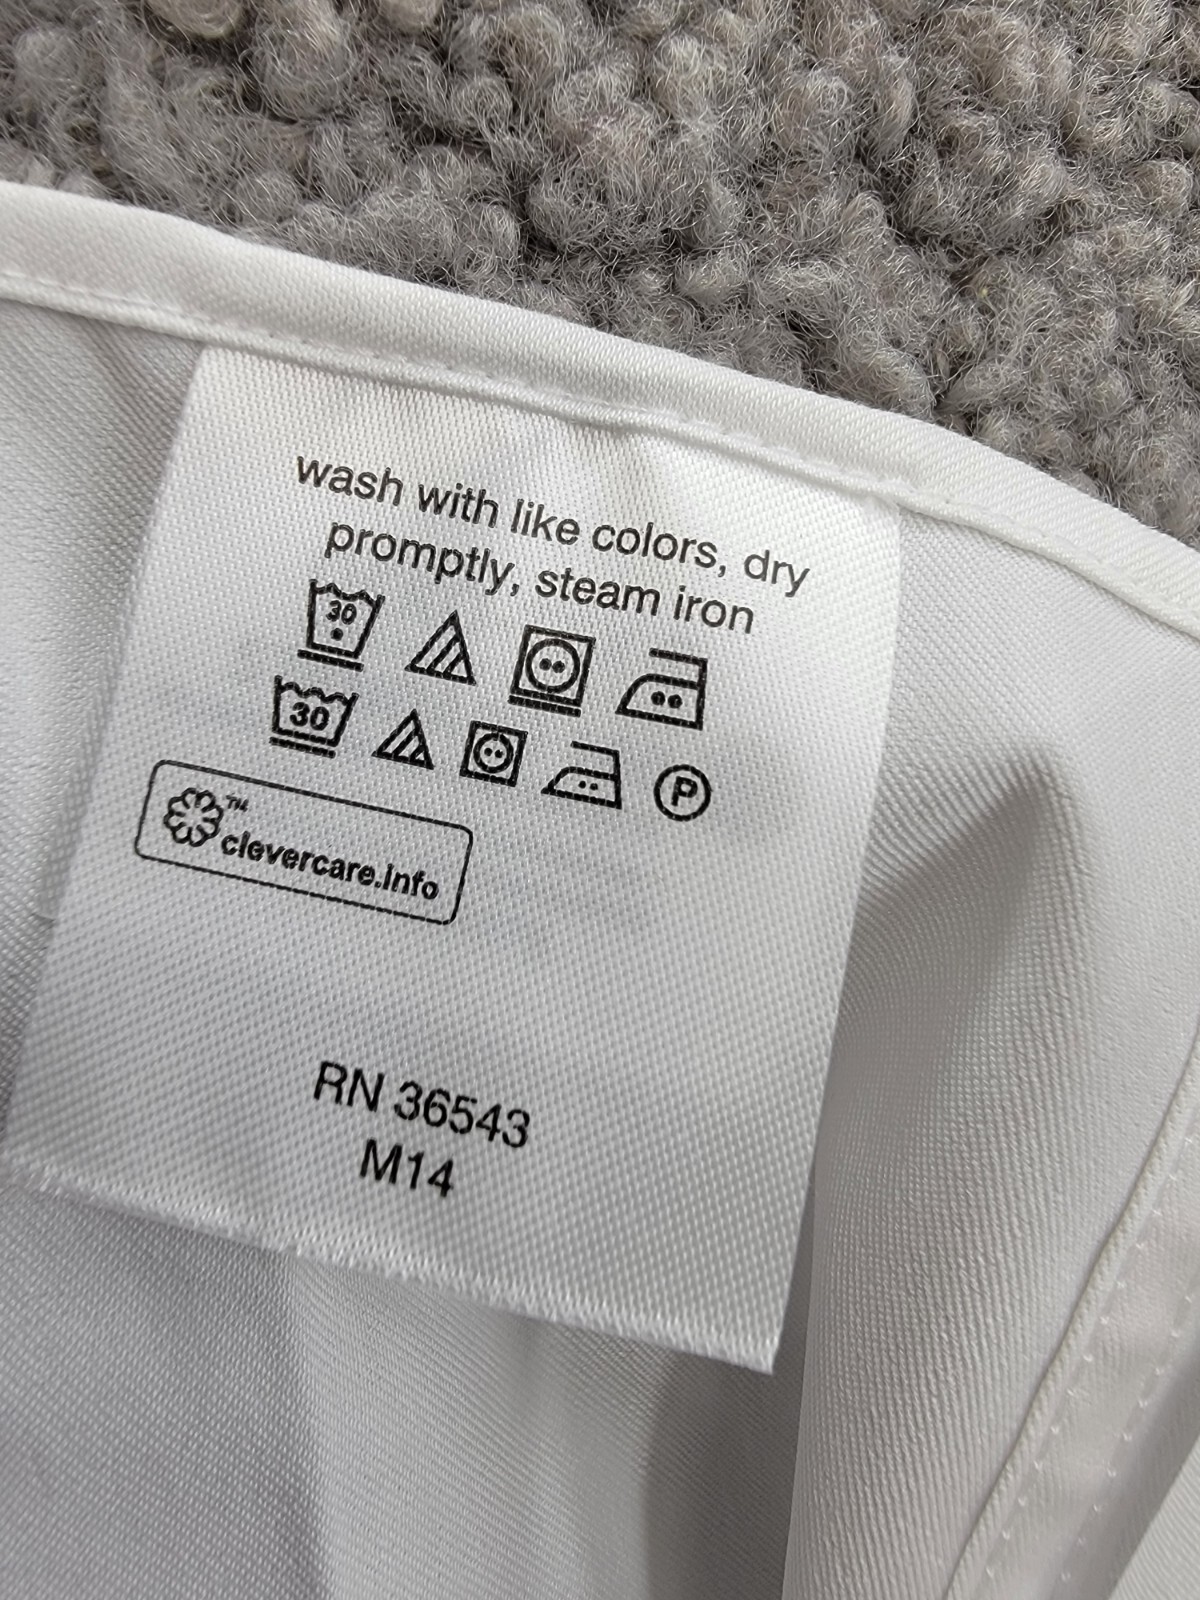 wash with like colors, dry
promptly, steam iron
30
30 P
™
clevercare.info
RN 36543
M14